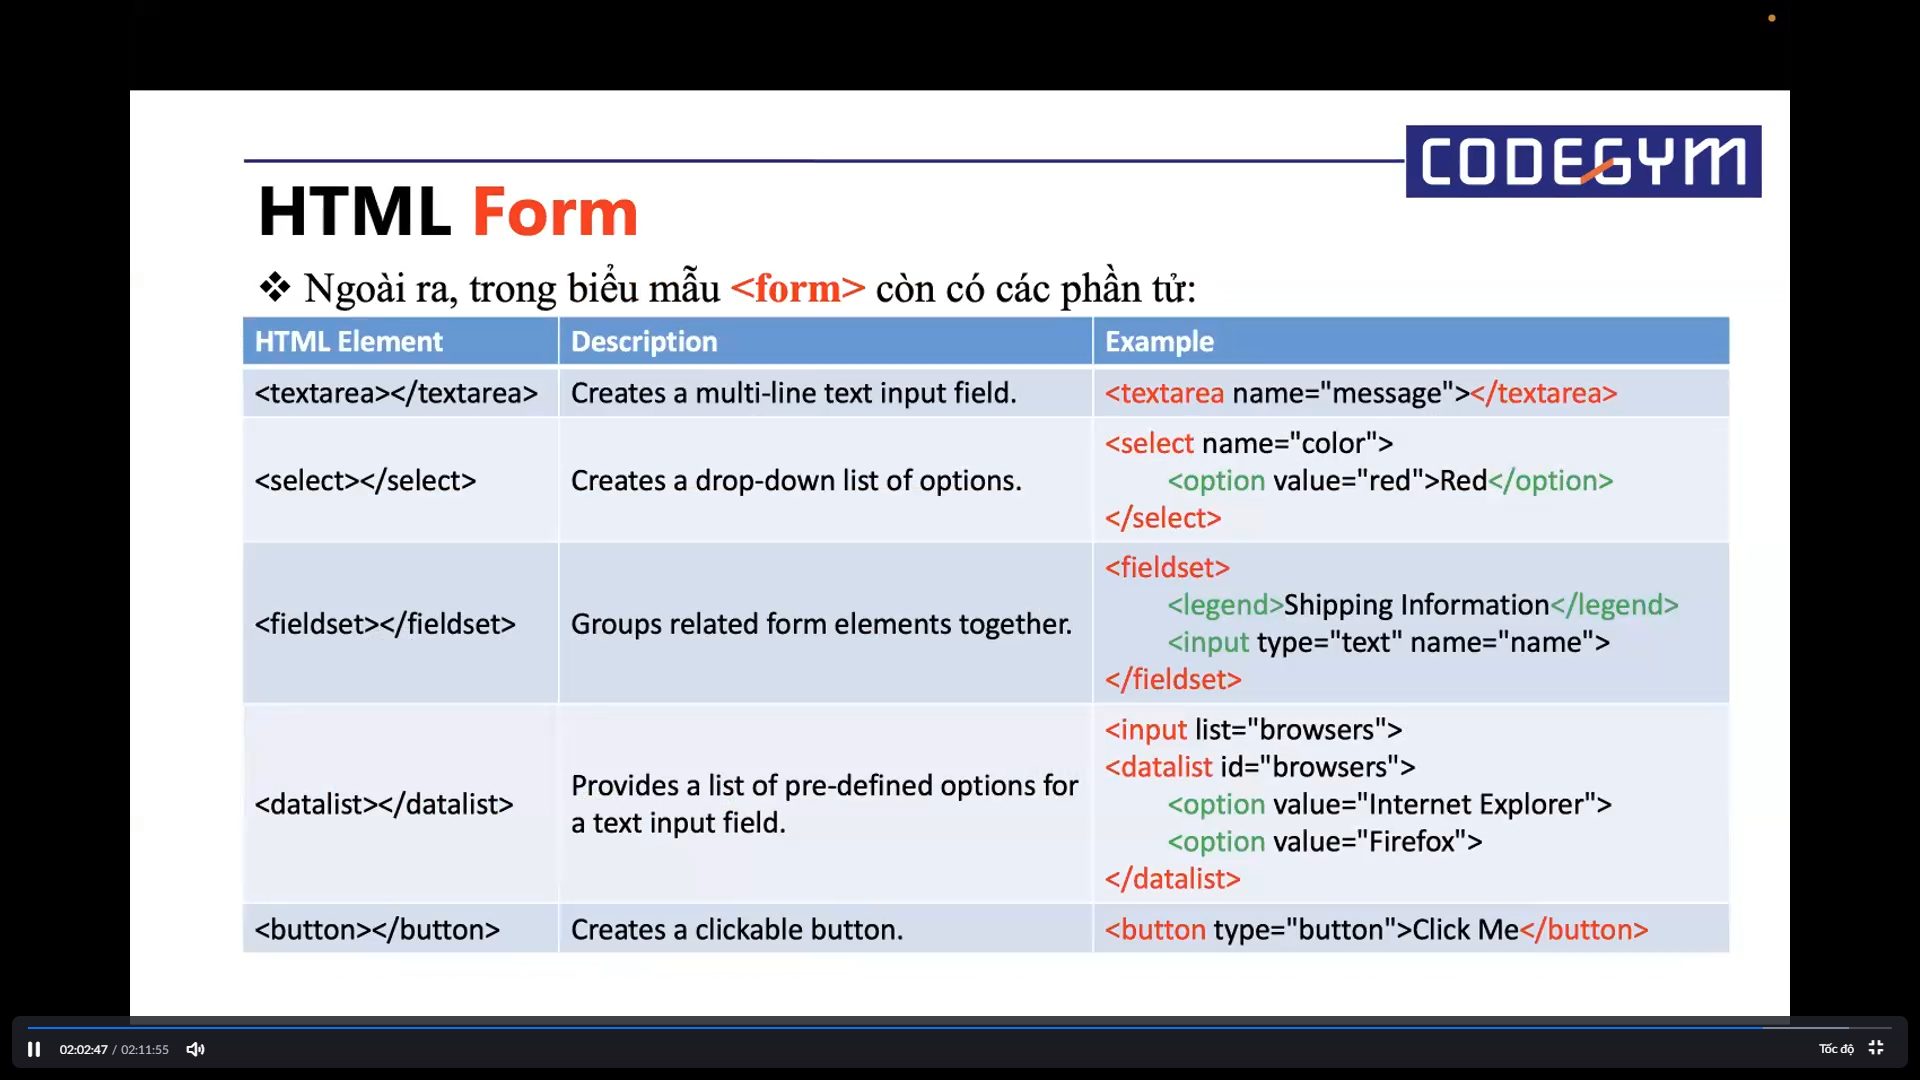 CODEGYM
HTML Form
❖ Ngoài ra, trong biểu mẫu <form> còn có các phần tử:
HTML Element Description Example
<textarea></textarea> Creates a multi-line text input field. <textarea name="message"></textarea>
<select></select> Creates a drop-down list of options.
<select name="color">
<option value="red">Red</option>
</select>
<fieldset></fieldset> Groups related form elements together.
<fieldset>
<legend>Shipping Information</legend>
<input type="text" name="name">
</fieldset>
<datalist></datalist>
Provides a list of pre-defined options for
a text input field.
<input list="browsers">
<datalist id="browsers">
<option value="Internet Explorer">
<option value="Firefox">
</datalist>
<button></button> Creates a clickable button. <button type="button">Click Me</button>
02:02:47 / 02:11:55 Tốc độ